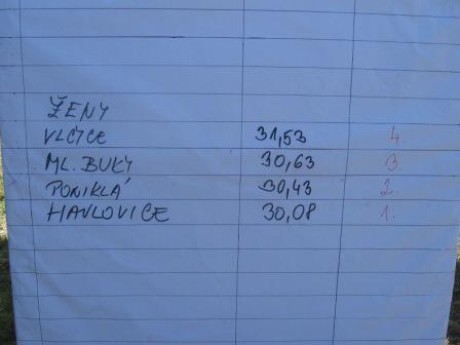 ŽENY
VLČICE 31,53 4.
ML. BUKY 30,63 3
PONIKLÁ 30,43 2.
HAVLOVICE 30,08 1.